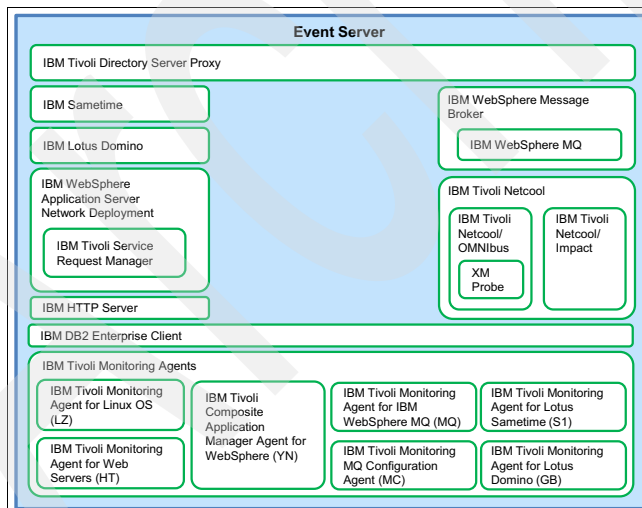 Event Server
IBM Tivoli Directory Server Proxy
IBM Sametime
IBM Lotus Domino
IBM WebSphere
Application Server
Network Deployment
IBM Tivoli Service
Request Manager
IBM HTTP Server
IBM WebSphere Message
Broker
IBM WebSphere MQ
IBM Tivoli Netcool
IBM Tivoli
Netcool/
OMNIbus
XM
Probe
IBM Tivoli
Netcool/
Impact
IBM DB2 Enterprise Client
IBM Tivoli Monitoring Agents
IBM Tivoli Monitoring
Agent for Linux OS
(LZ)
IBM Tivoli Monitoring
Agent for Web
Servers (HT)
IBM Tivoli
Composite
Application
Manager Agent for
WebSphere (YN)
IBM Tivoli Monitoring
Agent for IBM
WebSphere MQ (MQ)
IBM Tivoli Monitoring
MQ Configuration
Agent (MC)
IBM Tivoli Monitoring
Agent for Lotus
Sametime (S1)
IBM Tivoli Monitoring
Agent for Lotus
Domino (GB)